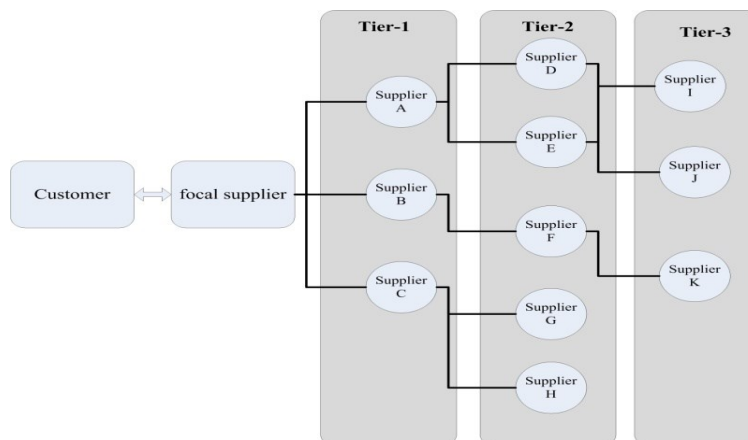 Tier-1
Tier-2
Tier-3
Supplier
A
Supplier
D
Supplier
I
Supplier
E
Customer
focal supplier
Supplier
B
Supplier
J
Supplier
F
Supplier
C
Supplier
K
Supplier
G
Supplier
H